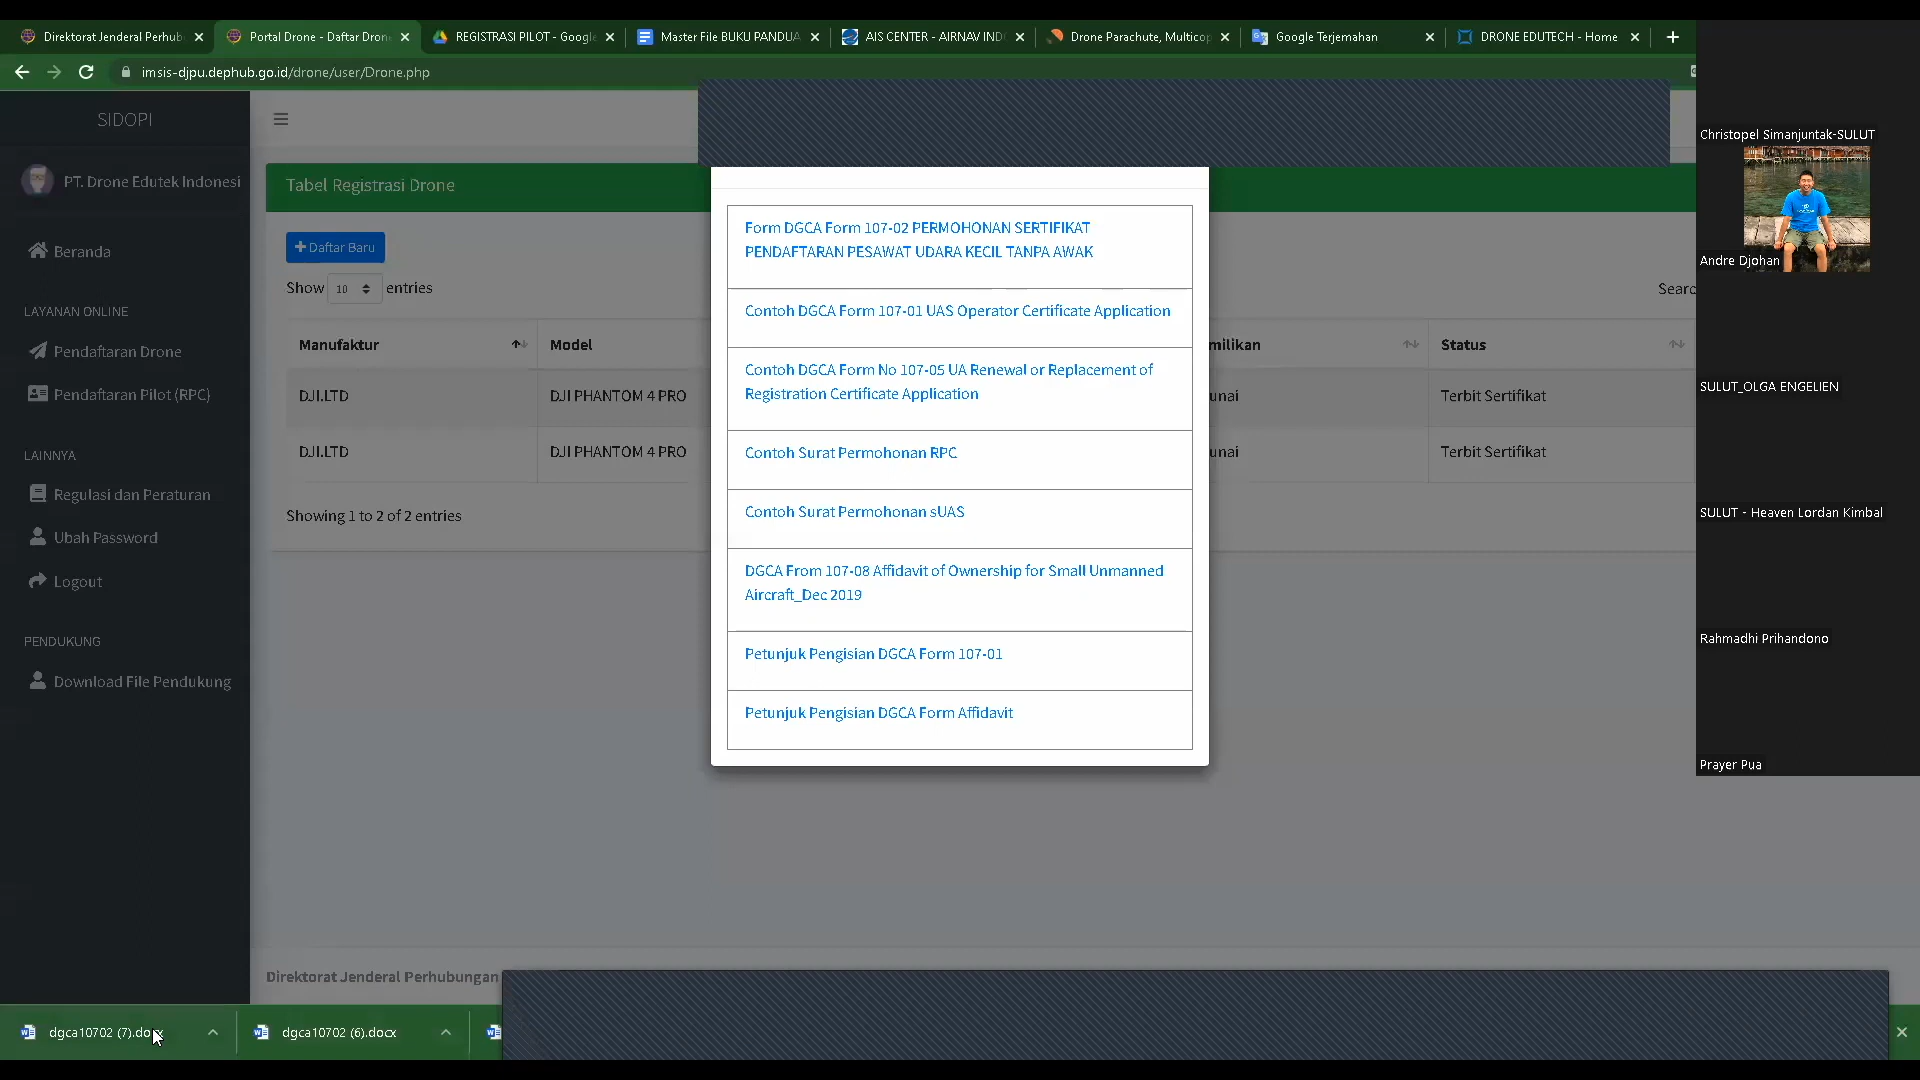 Direktorat Jenderal Perhub
Portal Drone - Daftar Dron
REGISTRASI PILOT - Googl
Master File BUKU PANDUA
AIS CENTER - AIRNAV IND
Drone Parachute, Multicop
Google Terjemahan
DRONE EDUTECH - Home
imsis-djpu.dephub.go.id/drone/user/Drone.php
SIDOPI
PT. Drone Edutek Indonesi
Beranda
LAYANAN ONLINE
Pendaftaran Drone
Pendaftaran Pilot (RPC)
LAINNYA
Regulasi dan Peraturan
Ubah Password
Logout
PENDUKUNG
Download File Pendukung
Tabel Registrasi Drone
+ Daftar Baru
Show 10 entries
Searc
Manufaktur Model milikan Status
DJI.LTD DJI PHANTOM 4 PRO unai Terbit Sertifikat
DJI.LTD DJI PHANTOM 4 PRO unai Terbit Sertifikat
Showing 1 to 2 of 2 entries
Form DGCA Form 107-02 PERMOHONAN SERTIFIKAT
PENDAFTARAN PESAWAT UDARA KECIL TANPA AWAK
Contoh DGCA Form 107-01 UAS Operator Certificate Application
Contoh DGCA Form No 107-05 UA Renewal or Replacement of
Registration Certificate Application
Contoh Surat Permohonan RPC
Contoh Surat Permohonan sUAS
DGCA From 107-08 Affidavit of Ownership for Small Unmanned
Aircraft_Dec 2019
Petunjuk Pengisian DGCA Form 107-01
Petunjuk Pengisian DGCA Form Affidavit
Direktorat Jenderal Perhubungan
dgca10702 (7).docx
dgca10702 (6).docx
Christopel Simanjuntak-SULUT
Andre Djohan
SULUT_OLGA ENGELIEN
SULUT - Heaven Lordan Kimbal
Rahmadhi Prihandono
Prayer Pua